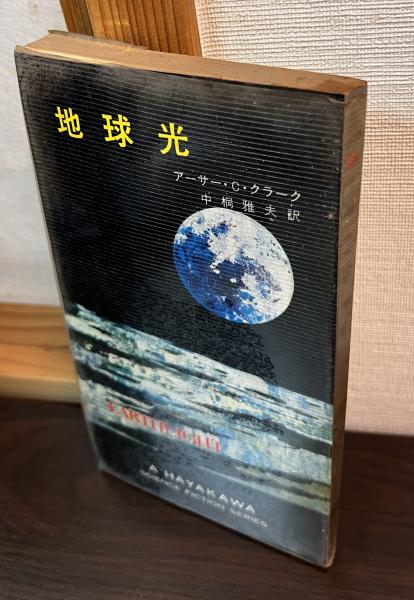 地球光
アーサー・C・クラーク
中桐雅夫訳
EARTHLIGHT
A HAYAKAWA
SCIENCE FICTION SERIES